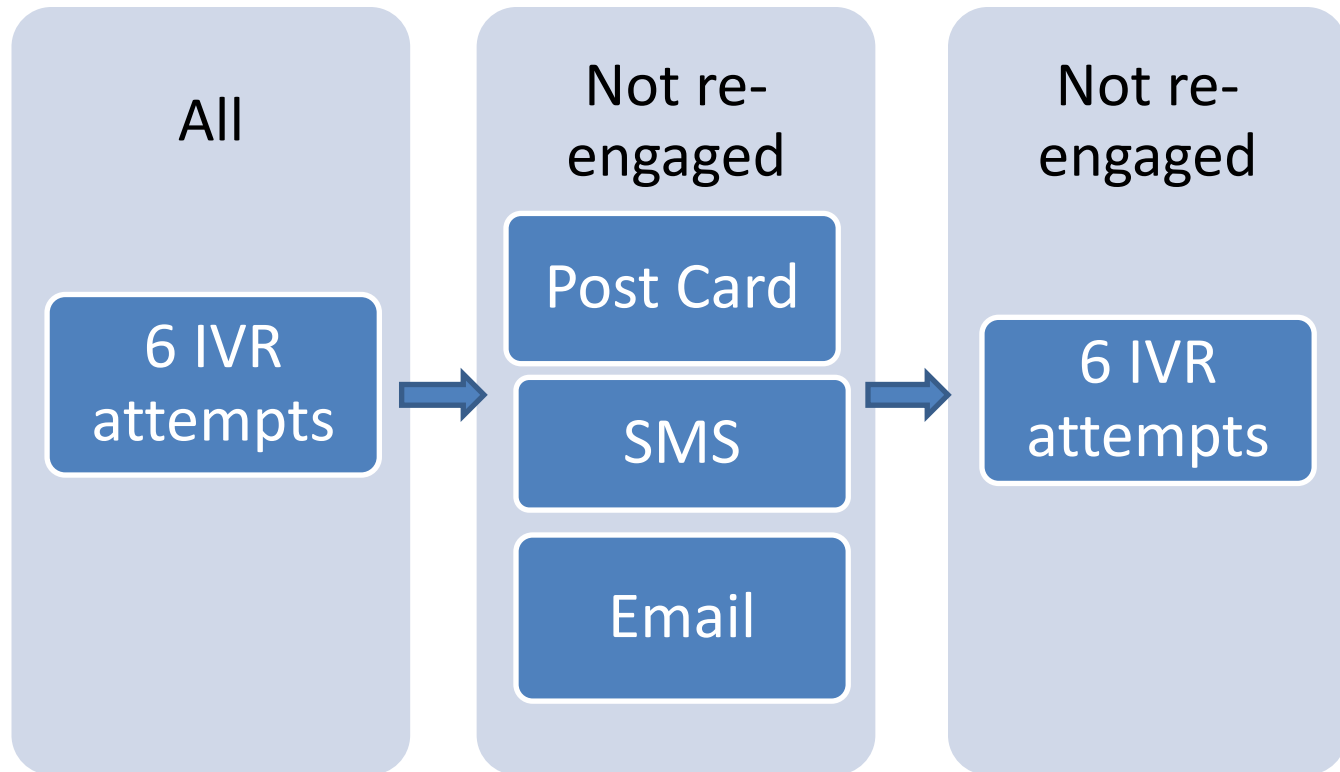 All
6 IVR
attempts
Not re-
engaged
Post Card
SMS
Email
Not re-
engaged
6 IVR
attempts